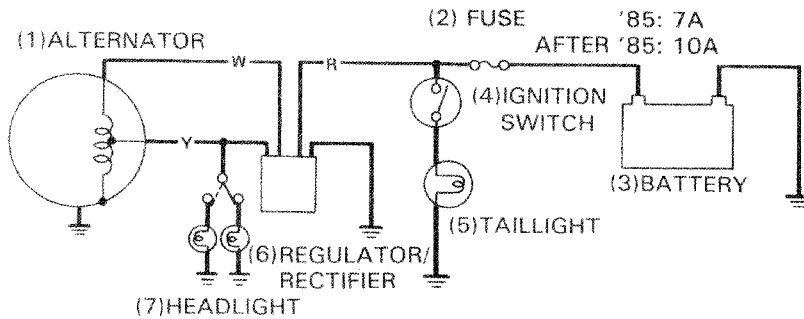 (2) FUSE '85: 7A
AFTER '85: 10A
(1)ALTERNATOR
W
R
(4)IGNITION
SWITCH
Y
(3)BATTERY
(5)TAILLIGHT
(6)REGULATOR/
RECTIFIER
(7)HEADLIGHT